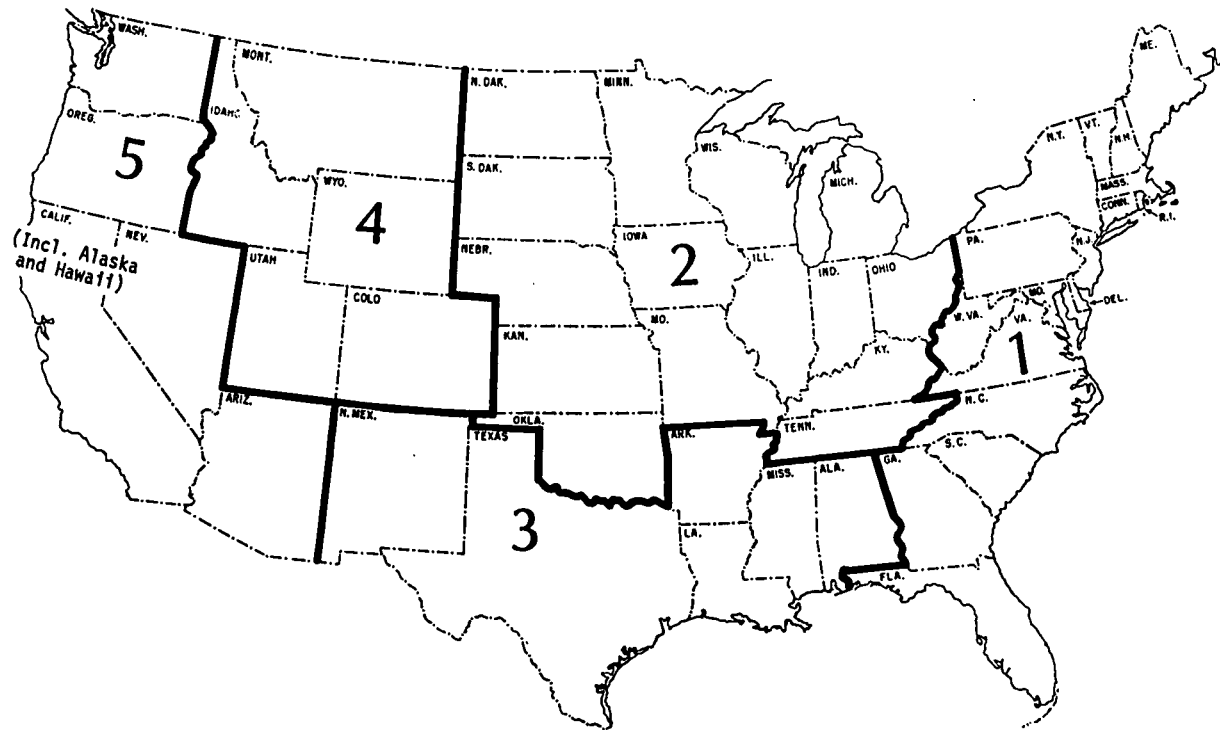 WASH.
MONT.
N. DAK.
MINN.
ME.
OREG.
IDAHO
N.Y.
VT.
N.H.
5
WIS.
S. DAK.
MICH.
WYO.
MASS.
CONN.
R.I.
4
CALIF.
NEV.
(Incl. Alaska
and Hawaii)
UTAH
NEBR.
IOWA
2
ILL.
IND.
OHIO
PA.
N.J.
COLO
MO.
MO.
DEL.
W. VA.
VA.
KAN.
KY.
1
ARIZ.
N. MEX.
OKLA.
TEXAS
ARK.
TENN.
N. C.
S. C.
MISS.
ALA.
GA.
3
LA.
FLA.